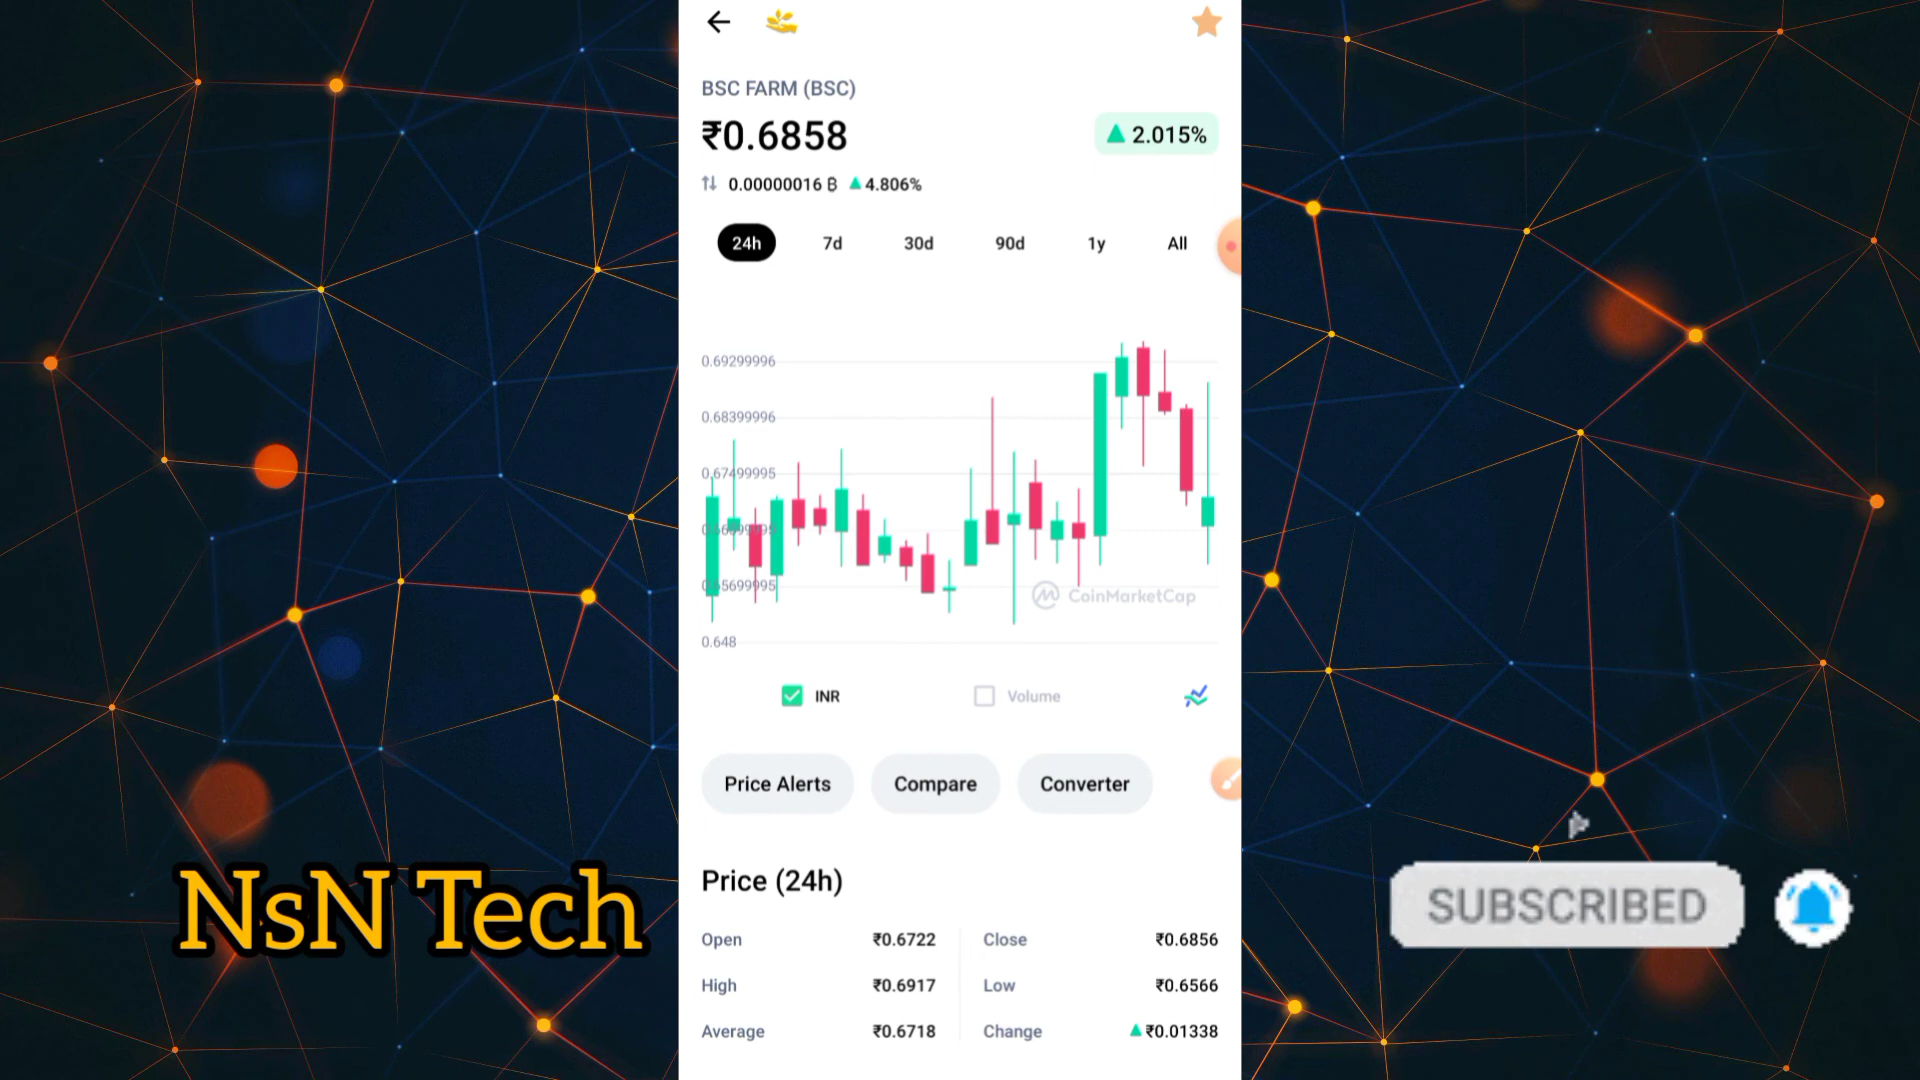 BSC FARM (BSC)
₹0.6858
2.015%
0.00000016 ₿ 4.806%
24h 7d 30d 90d 1y All
0.69299996
0.68399996
0.67499995
0.65699995
0.648
CoinMarketCap
INR Volume
Price Alerts Compare Converter
Price (24h)
Open ₹0.6722 Close ₹0.6856
High ₹0.6917 Low ₹0.6566
Average ₹0.6718 Change ₹0.01338
NsN Tech
SUBSCRIBED